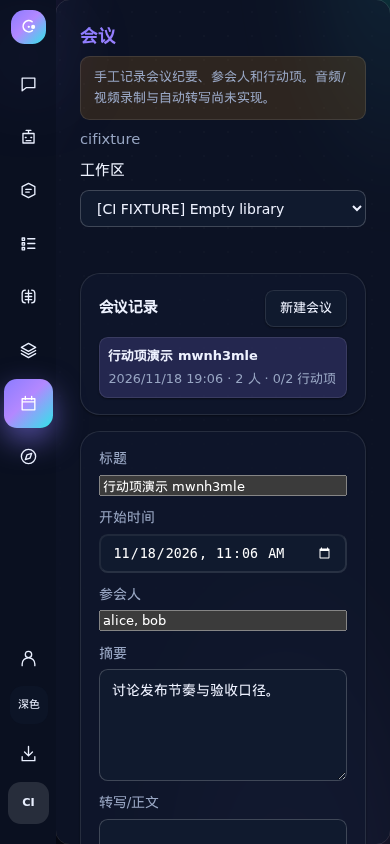 会议
手工记录会议纪要、参会人和行动项。音频/
视频录制与自动转写尚未实现。
cifixture
工作区
[CI FIXTURE] Empty library
会议记录
新建会议
行动项演示 mwnh3mle
2026/11/18 19:06 · 2 人 · 0/2 行动项
标题
行动项演示 mwnh3mle
开始时间
11/18/2026, 11:06 AM
参会人
alice, bob
摘要
讨论发布节奏与验收口径。
转写/正文
深色
CI